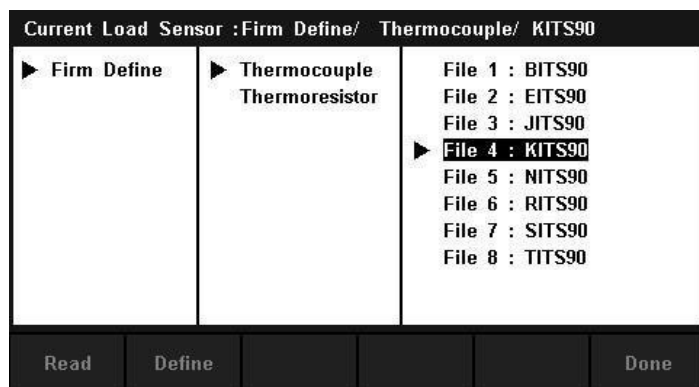 Current Load Sensor :Firm Define/ Thermocouple/ KITS90
Firm Define
Thermocouple
Thermoresistor
File 1 : BITS90
File 2 : EITS90
File 3 : JITS90
File 4 : KITS90
File 5 : NITS90
File 6 : RITS90
File 7 : SITS90
File 8 : TITS90
Read Define Done